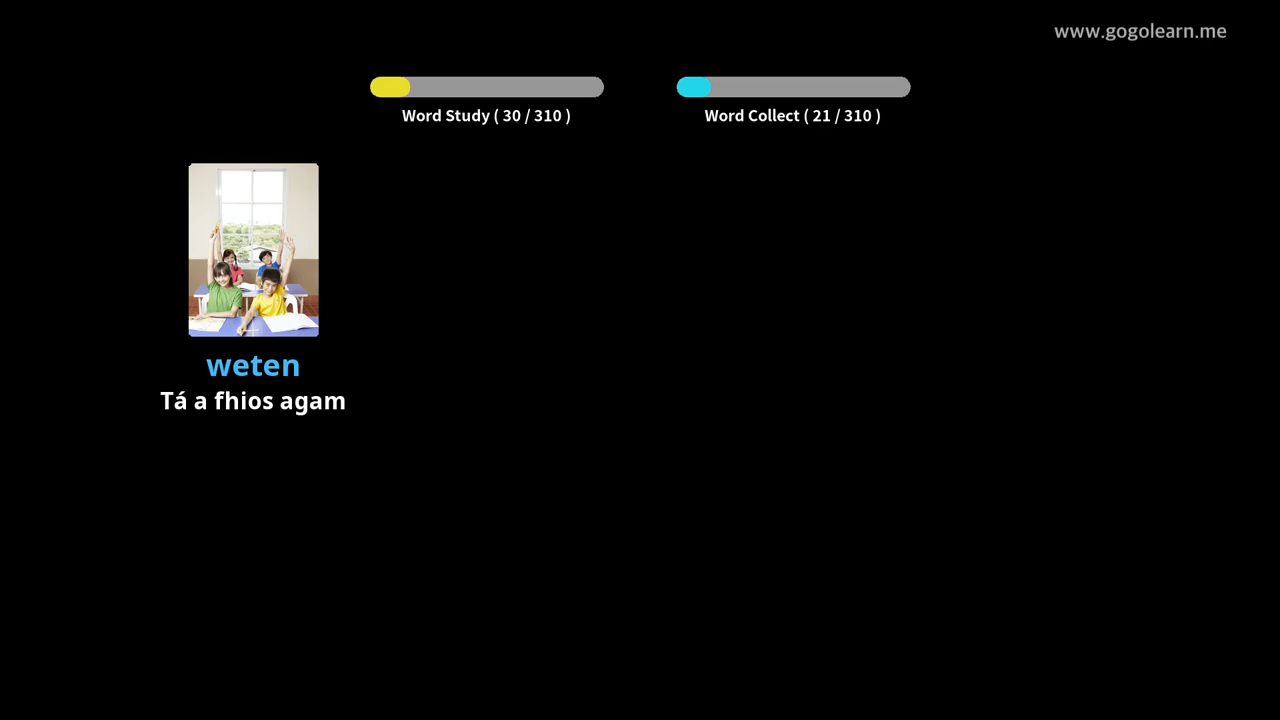 www.gogolearn.me
Word Study ( 30 / 310 )
Word Collect ( 21 / 310 )
weten
Tá a fhios agam